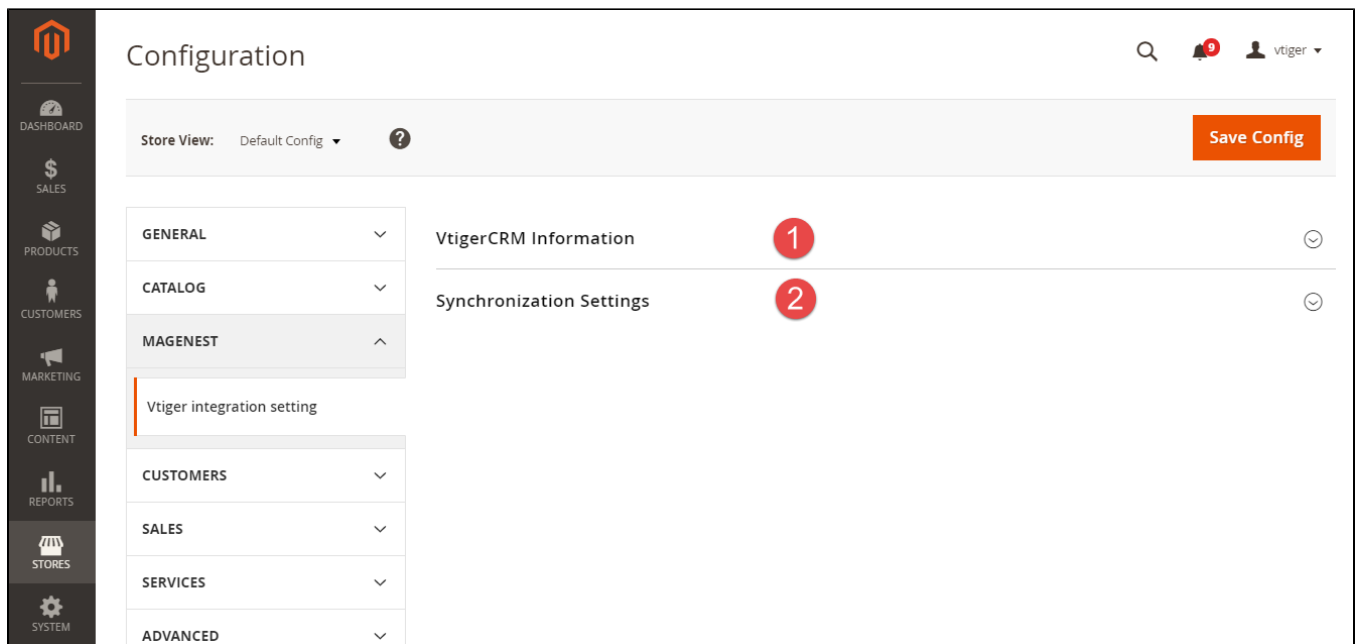 Configuration
9
vtiger
DASHBOARD
Store View: Default Config
?
Save Config
SALES
GENERAL
VtigerCRM Information
1
PRODUCTS
CATALOG
Synchronization Settings
2
CUSTOMERS
MAGENEST
MARKETING
Vtiger integration setting
CONTENT
CUSTOMERS
REPORTS
SALES
STORES
SERVICES
SYSTEM
ADVANCED